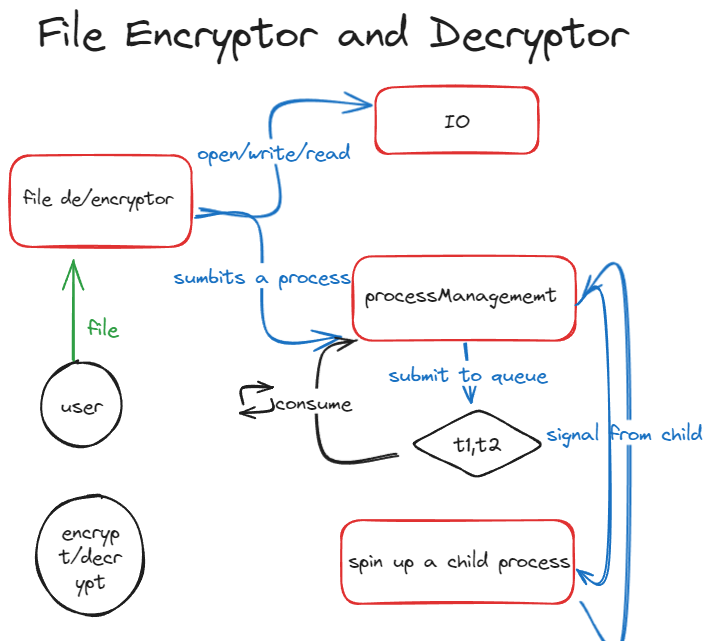 File Encryptor and Decryptor
IO
open/write/read
file de/encryptor
sumbits a process
processManagement
file
submit to queue
user
consume
t1,t2
signal from child
encryp
t/decr
ypt
spin up a child process